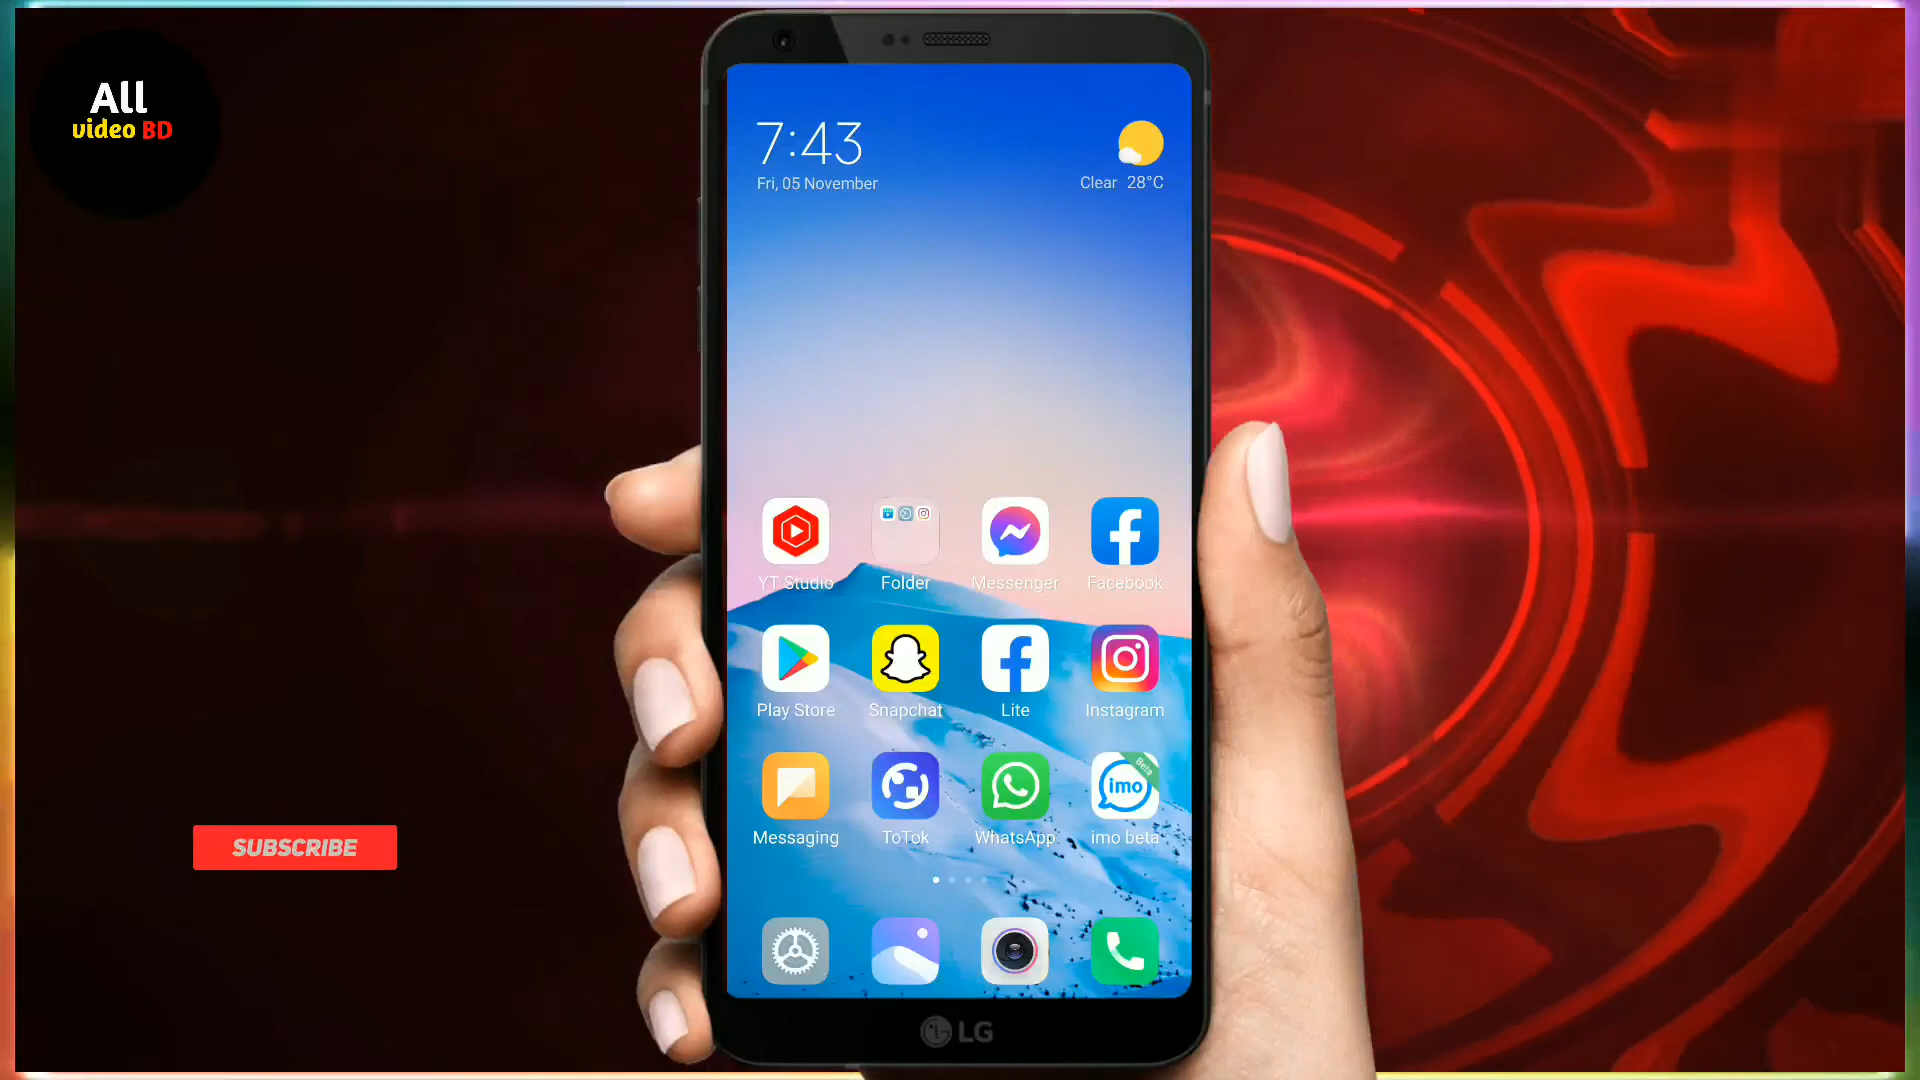 All
video BD
7:43
Fri, 05 November
Clear 28°C
YT Studio
Folder
Messenger
Facebook
Play Store
Snapchat
Lite
Instagram
Messaging
ToTok
WhatsApp
Beta
imo
imo beta
SUBSCRIBE
LG